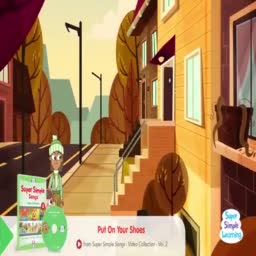 Super Simple
Songs
Put On Your Shoes
From Super Simple Songs - Video Collection - Vol. 2
Super
Simple
Learning